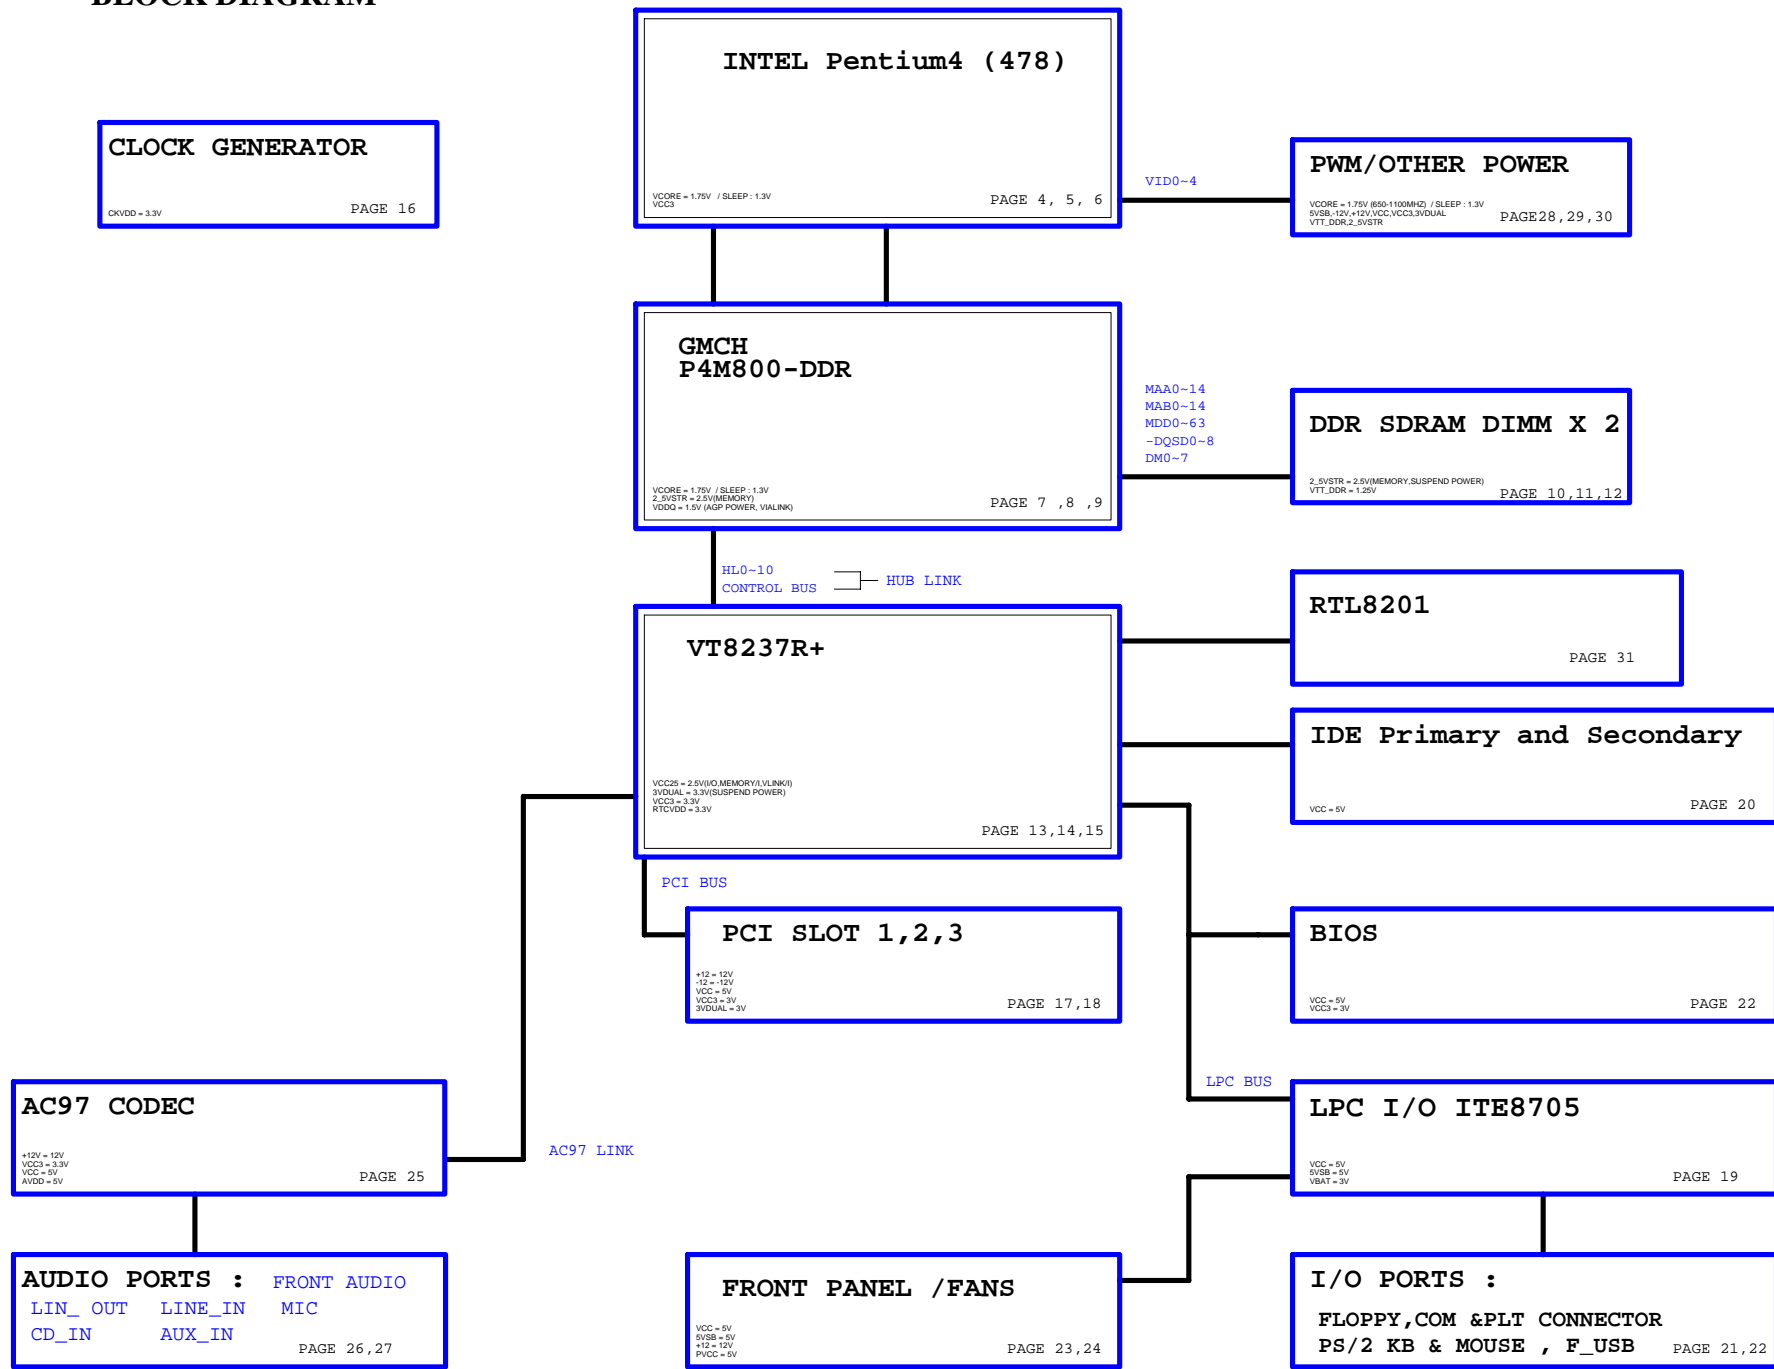 BLOCK DIAGRAM
INTEL Pentium4 (478)
VCORE = 1.75V / SLEEP : 1.3V
VCC3
PAGE 4, 5, 6
CLOCK GENERATOR
CKVDD = 3.3V
PAGE 16
VID0~4
PWM/OTHER POWER
VCORE = 1.75V (650-1100MHZ) / SLEEP : 1.3V
5VSB,-12V,+12V,VCC,VCC3,3VDUAL
VTT_DDR,2_5VSTR
PAGE28,29,30
GMCH
P4M800-DDR
VCORE = 1.75V / SLEEP : 1.3V
2_5VSTR = 2.5V(MEMORY)
VDDQ = 1.5V (AGP POWER, VIALINK)
PAGE 7 ,8 ,9
MAA0~14
MAB0~14
MDD0~63
-DQSD0~8
DM0~7
DDR SDRAM DIMM X 2
2_5VSTR = 2.5V(MEMORY,SUSPEND POWER)
VTT_DDR = 1.25V
PAGE 10,11,12
HL0~10
CONTROL BUS
HUB LINK
VT8237R+
VCC25 = 2.5V(I/O,MEMORY/I,VLINK/I)
3VDUAL = 3.3V(SUSPEND POWER)
VCC3 = 3.3V
RTCVDD = 3.3V
PAGE 13,14,15
RTL8201
PAGE 31
IDE Primary and Secondary
VCC = 5V
PAGE 20
PCI BUS
PCI SLOT 1,2,3
+12 = 12V
-12 = -12V
VCC = 5V
VCC3 = 3V
3VDUAL = 3V
PAGE 17,18
BIOS
VCC = 5V
VCC3 = 3V
PAGE 22
AC97 CODEC
+12V = 12V
VCC3 = 3.3V
VCC = 5V
AVDD = 5V
PAGE 25
AC97 LINK
LPC BUS
LPC I/O ITE8705
VCC = 5V
5VSB = 5V
VBAT = 3V
PAGE 19
AUDIO PORTS : FRONT AUDIO
LIN_ OUT LINE_IN MIC
CD_IN AUX_IN
PAGE 26,27
FRONT PANEL /FANS
VCC = 5V
5VSB = 5V
+12 = 12V
PVCC = 5V
PAGE 23,24
I/O PORTS :
FLOPPY,COM &PLT CONNECTOR
PS/2 KB & MOUSE , F_USB
PAGE 21,22